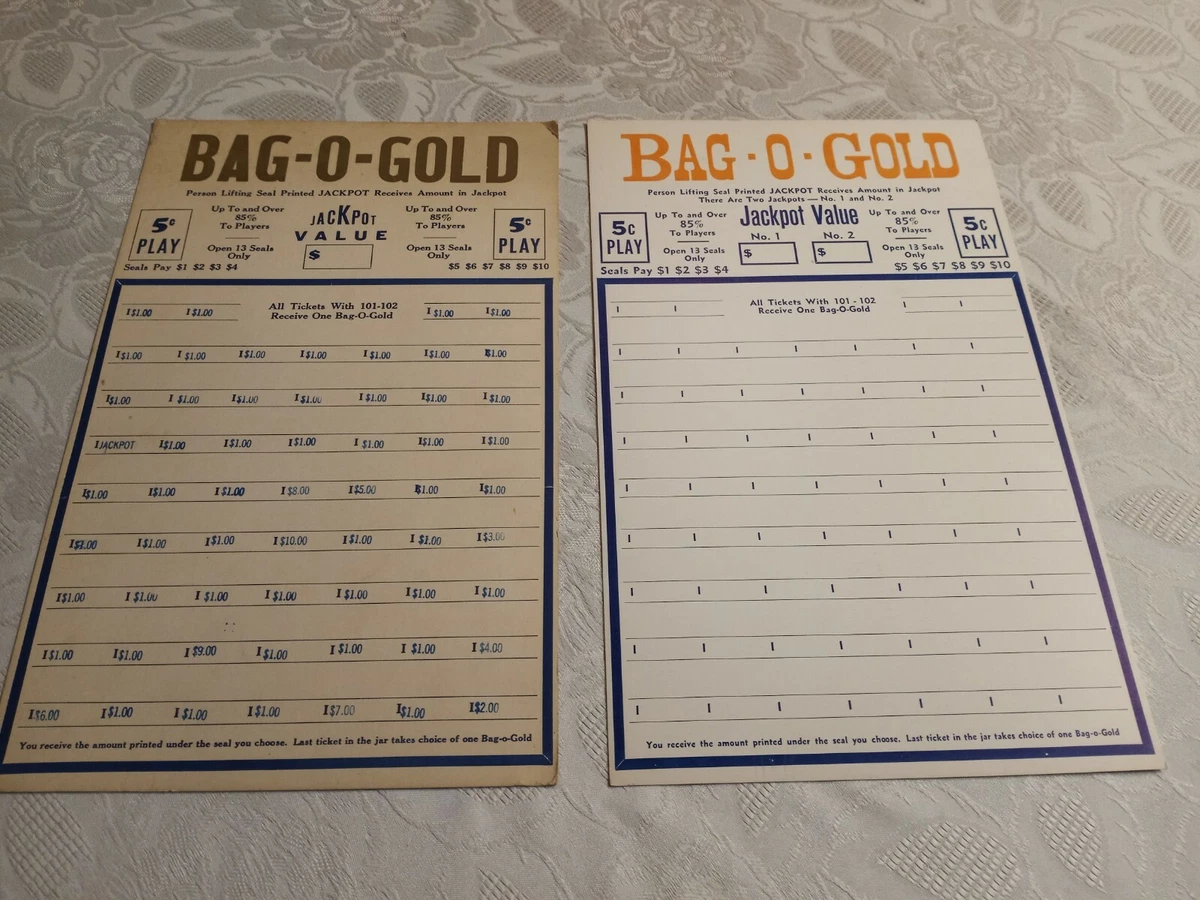 BAG-O-GOLD
Person Lifting Seal Printed JACKPOT Receives Amount in Jackpot
5¢ PLAY
Up To and Over
85%
To Players
Open 13 Seals
Only
JACKPOT
VALUE
$
Up To and Over
85%
To Players
Open 13 Seals
Only
5¢ PLAY
Seals Pay $1 $2 $3 $4
$5 $6 $7 $8 $9 $10
All Tickets With 101-102
Receive One Bag-O-Gold
I $1.00 I $1.00 I $1.00 I $1.00
I $1.00 I $1.00 I $1.00 I $1.00 I $1.00 I $1.00 $1.00
I $1.00 I $1.00 I $1.00 I $1.00 I $1.00 I $1.00 I $1.00
I JACKPOT I $1.00 I $1.00 I $1.00 I $1.00 I $1.00 I $1.00
I $1.00 I $1.00 I $1.00 I $8.00 I $5.00 $1.00 I $1.00
I $1.00 I $1.00 I $1.00 I $10.00 I $1.00 I $1.00 I $3.00
I $1.00 I $1.00 I $1.00 I $1.00 I $1.00 I $1.00 I $1.00
I $1.00 I $1.00 I $9.00 I $1.00 I $1.00 I $1.00 I $4.00
I $6.00 I $1.00 I $1.00 I $1.00 I $7.00 I $1.00 I $2.00
You receive the amount printed under the seal you choose. Last ticket in the jar takes choice of one Bag-o-Gold
BAG·O·GOLD
Person Lifting Seal Printed JACKPOT Receives Amount in Jackpot
There Are Two Jackpots — No. 1 and No. 2
5¢ PLAY
Up To and Over
85%
To Players
Open 13 Seals
Only
Jackpot Value
No. 1 No. 2
$ $
Up To and Over
85%
To Players
Open 13 Seals
Only
5¢ PLAY
Seals Pay $1 $2 $3 $4
$5 $6 $7 $8 $9 $10
All Tickets With 101 - 102
Receive One Bag-O-Gold
I I I I
I I I I I I I
I I I I I I I
I I I I I I I
I I I I I I I
I I I I I I I
I I I I I I I
I I I I I I I
I I I I I I I
You receive the amount printed under the seal you choose. Last ticket in the jar takes choice of one Bag-o-Gold